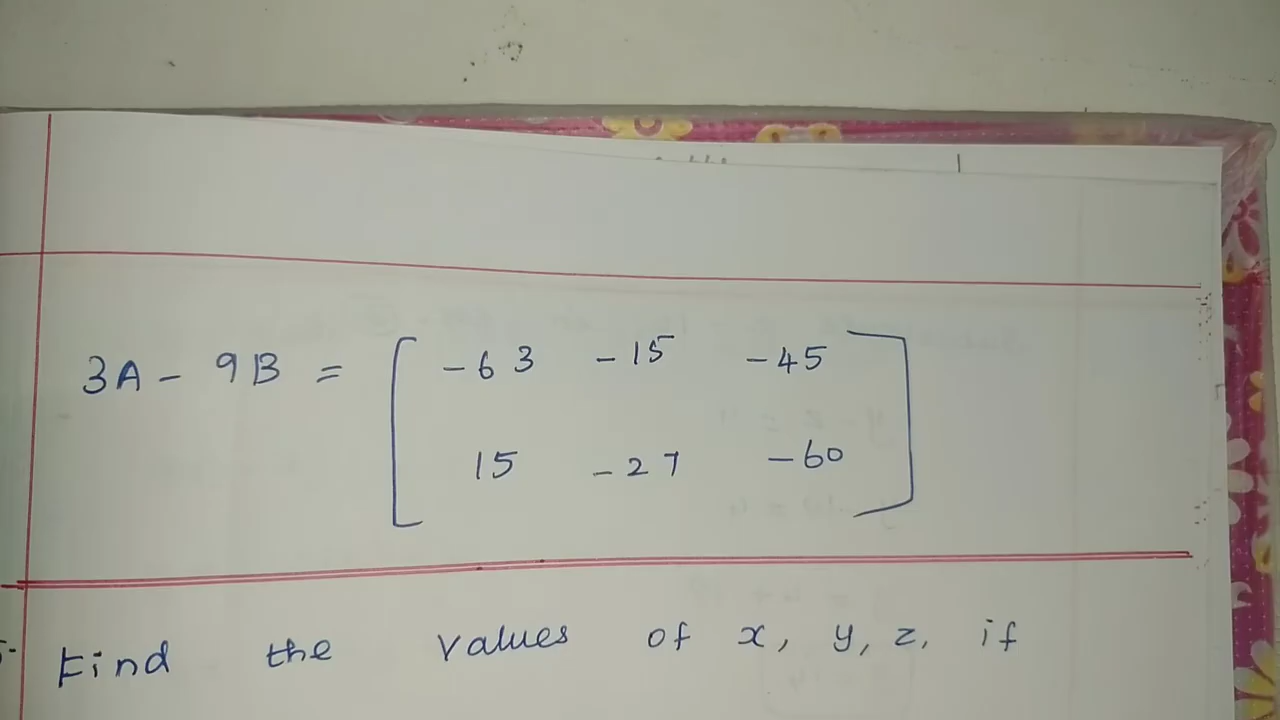 3A - 9B = [ -63 -15 -45
15 -27 -60 ]
Find the values of x, y, z, if